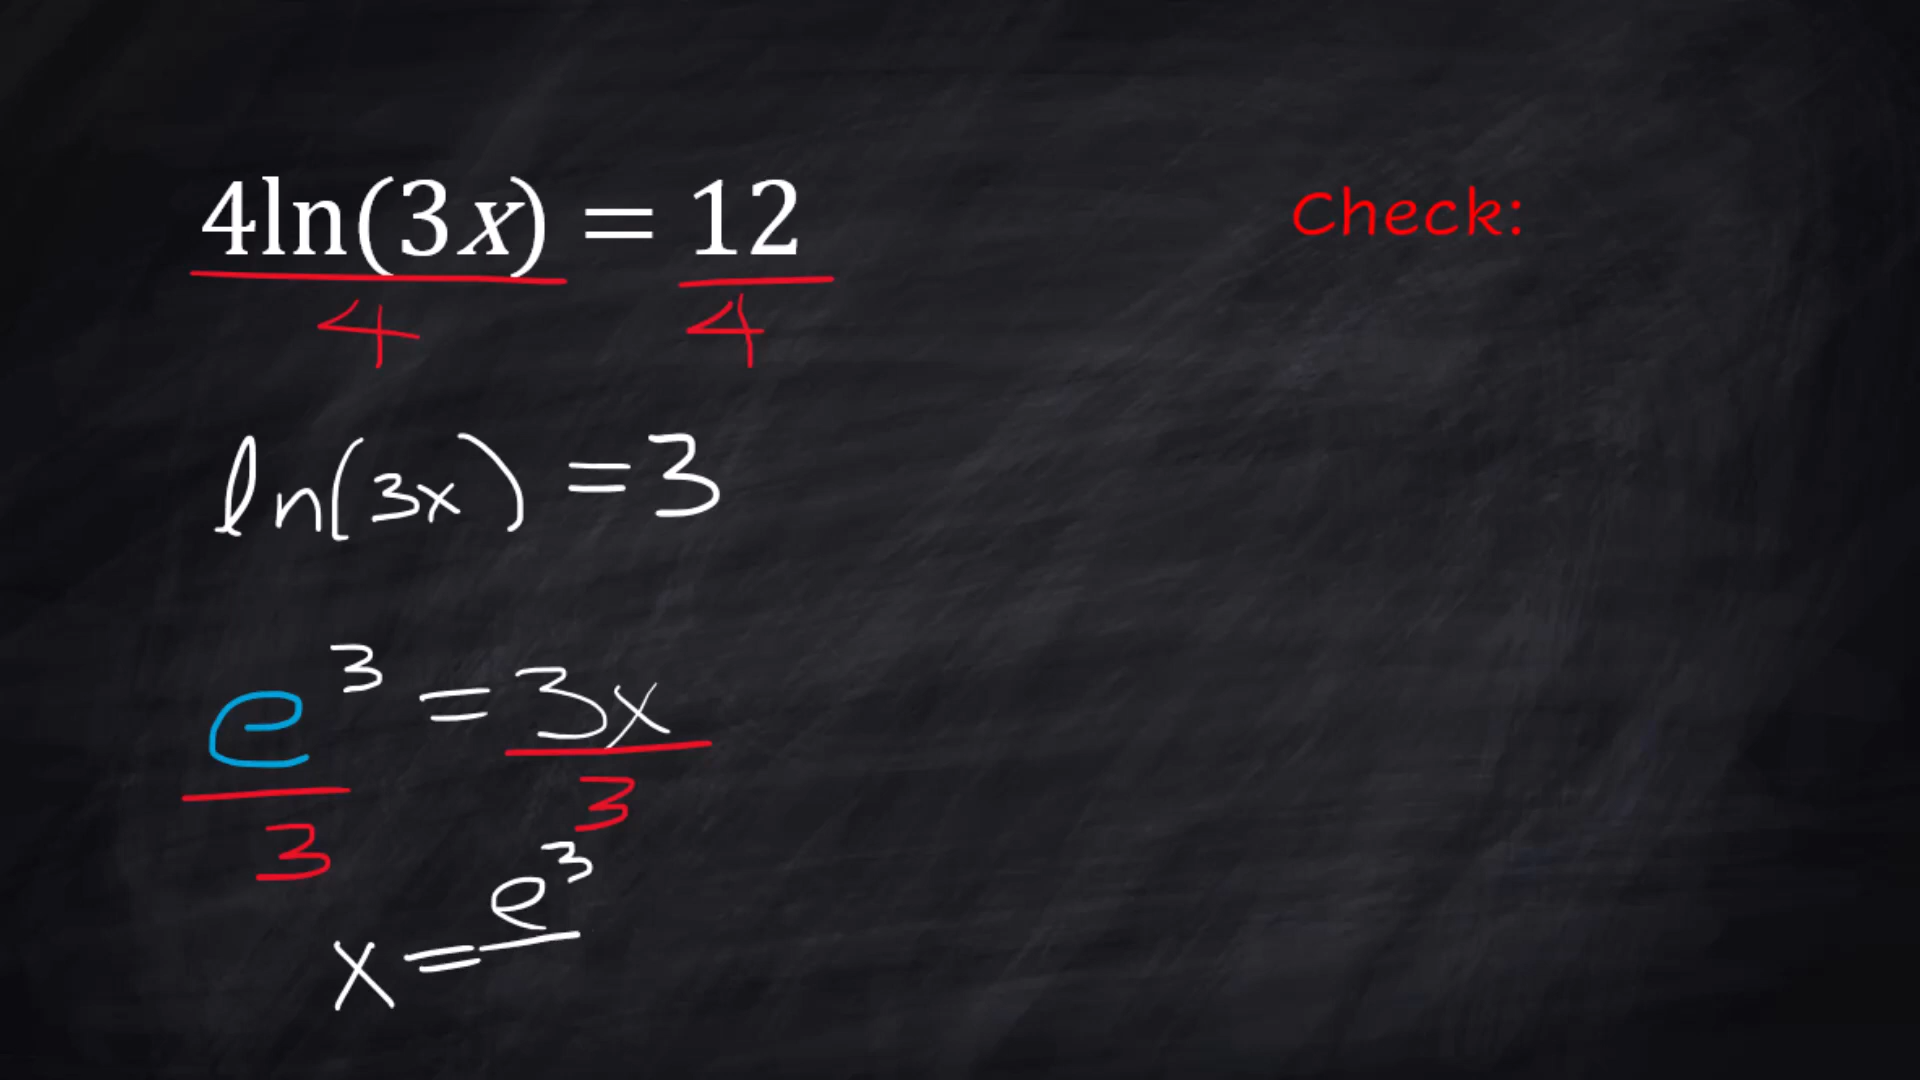 4ln(3x) = 12
4 4
Check:
ln(3x) = 3
e³ = 3x
3 3
x = e³/